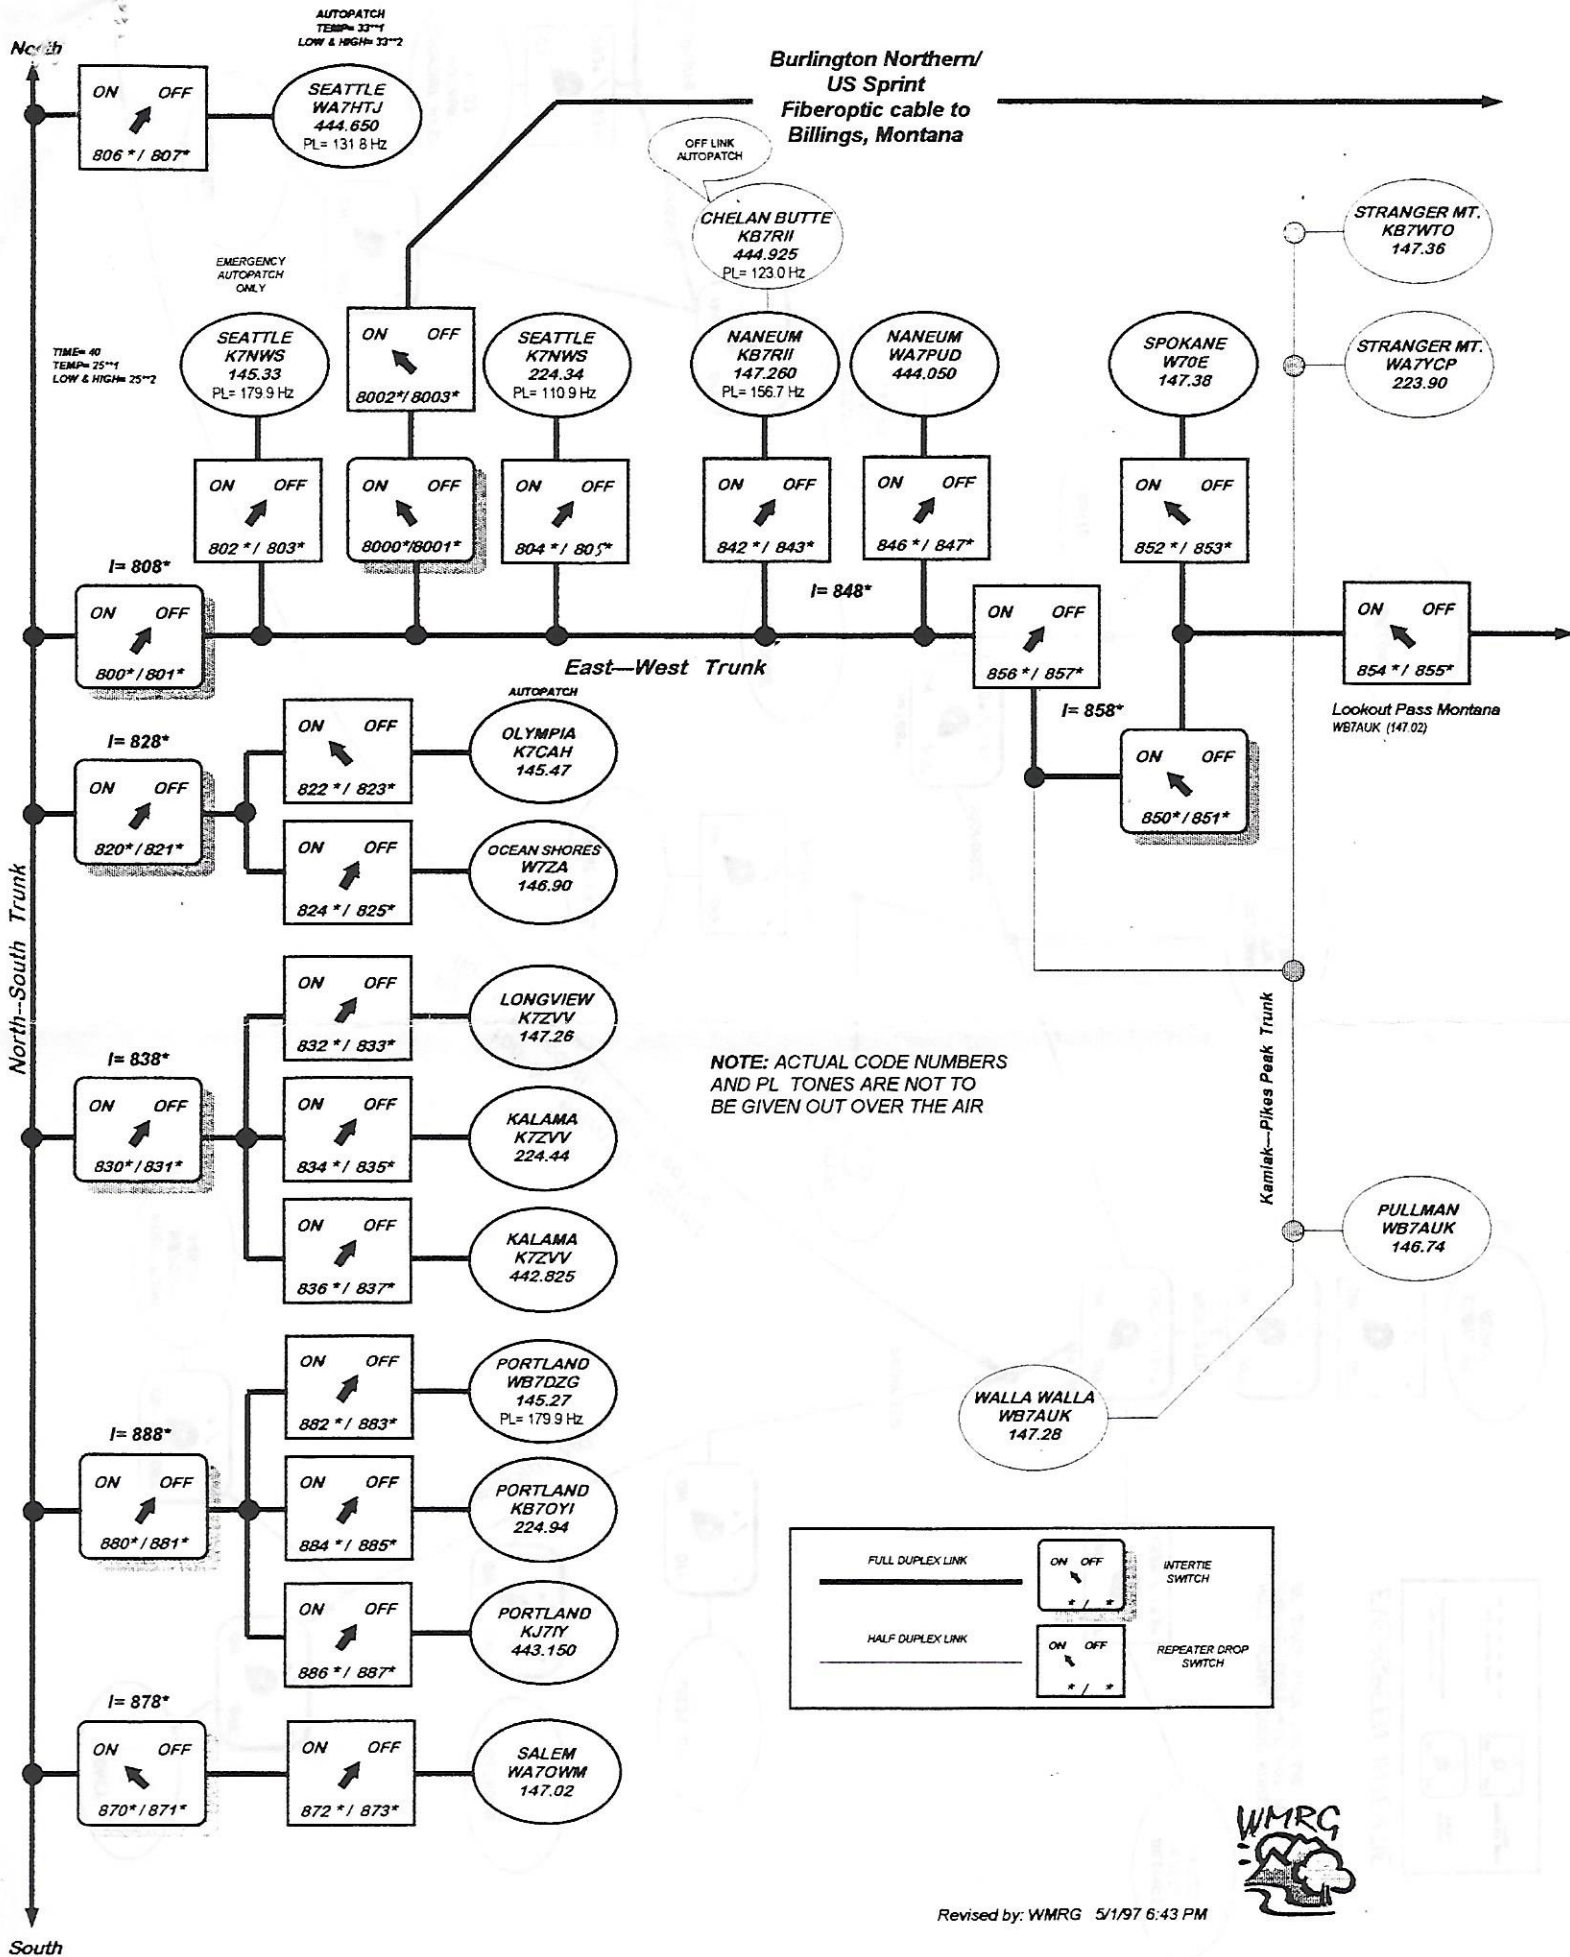 AUTOPATCH
TEMP= 33**1
LOW & HIGH= 33**2
North
ON OFF
806 * / 807*
SEATTLE
WA7HTJ
444.650
PL= 131 8 Hz
Burlington Northern/
US Sprint
Fiberoptic cable to
Billings, Montana
OFF LINK
AUTOPATCH
CHELAN BUTTE
KB7RII
444.925
PL= 123.0 Hz
STRANGER MT.
KB7WTO
147.36
EMERGENCY
AUTOPATCH
ONLY
TIME= 40
TEMP= 25**1
LOW & HIGH= 25**2
SEATTLE
K7NWS
145.33
PL= 179.9 Hz
ON OFF
8002*/ 8003*
SEATTLE
K7NWS
224.34
PL= 110 9 Hz
NANEUM
KB7RII
147.260
PL= 156.7 Hz
NANEUM
WA7PUD
444.050
SPOKANE
W70E
147.38
STRANGER MT.
WA7YCP
223.90
ON OFF
802 * / 803*
ON OFF
8000*/8001*
ON OFF
804 * / 805*
ON OFF
842 * / 843*
ON OFF
846 * / 847*
ON OFF
852 * / 853*
I= 808*
ON OFF
800* / 801*
I= 848*
East—West Trunk
ON OFF
856 * / 857*
I= 858*
ON OFF
854 * / 855*
Lookout Pass Montana
WB7AUK (147.02)
ON OFF
850* / 851*
I= 828*
ON OFF
820* / 821*
AUTOPATCH
ON OFF
822 * / 823*
OLYMPIA
K7CAH
145.47
ON OFF
824 * / 825*
OCEAN SHORES
W7ZA
146.90
North--South Trunk
I= 838*
ON OFF
830* / 831*
ON OFF
832 * / 833*
LONGVIEW
K7ZVV
147.26
ON OFF
834 * / 835*
KALAMA
K7ZVV
224.44
ON OFF
836 * / 837*
KALAMA
K7ZVV
442.825
NOTE: ACTUAL CODE NUMBERS
AND PL TONES ARE NOT TO
BE GIVEN OUT OVER THE AIR
Kamiak—Pikes Peak Trunk
PULLMAN
WB7AUK
146.74
WALLA WALLA
WB7AUK
147.28
I= 888*
ON OFF
880* / 881*
ON OFF
882 * / 883*
PORTLAND
WB7DZG
145.27
PL= 179 9 Hz
ON OFF
884 * / 885*
PORTLAND
KB7OYI
224.94
ON OFF
886 * / 887*
PORTLAND
KJ7IY
443.150
I= 878*
ON OFF
870* / 871*
ON OFF
872 * / 873*
SALEM
WA7OWM
147.02
FULL DUPLEX LINK
ON OFF
* / *
INTERTIE
SWITCH
HALF DUPLEX LINK
ON OFF
* / *
REPEATER DROP
SWITCH
WMRG
Revised by: WMRG 5/1/97 6:43 PM
South